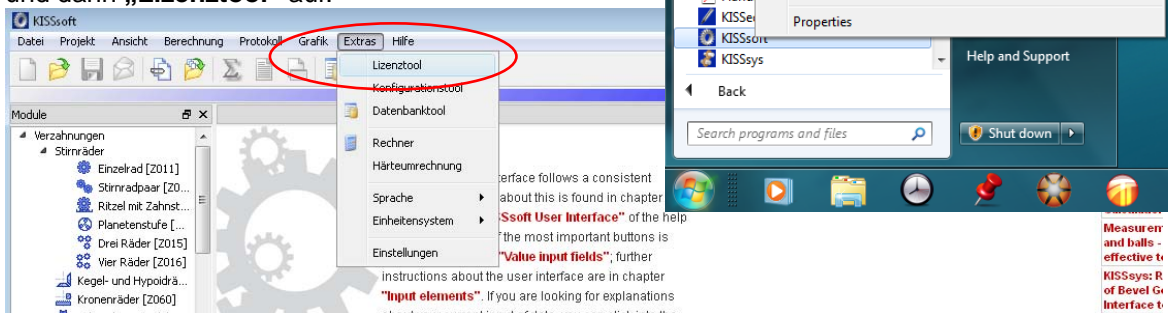 und dann „Lizenztool“ auf.
KISSsoft
Datei Projekt Ansicht Berechnung Protokoll Grafik Extras Hilfe
Lizenztool
Konfigurationstool
Datenbanktool
Rechner
Härteumrechnung
Sprache
Einheitensystem
Einstellungen
Module
Verzahnungen
Stirnräder
Einzelrad [Z011]
Stirnradpaar [Z0...
Ritzel mit Zahnst...
Planetenstufe [...
Drei Räder [Z015]
Vier Räder [Z016]
Kegel- und Hypoidrä...
Kronenräder [Z060]
erface follows a consistent
about this is found in chapter
Ssoft User Interface" of the help
f the most important buttons is
"Value input fields"; further
instructions about the user interface are in chapter
"Input elements". If you are looking for explanations
KISSsoft
KISSsys
Properties
Back
Search programs and files
Help and Support
Shut down
Measurem
and balls -
effective to
KISSsys: R
of Bevel Ge
Interface to